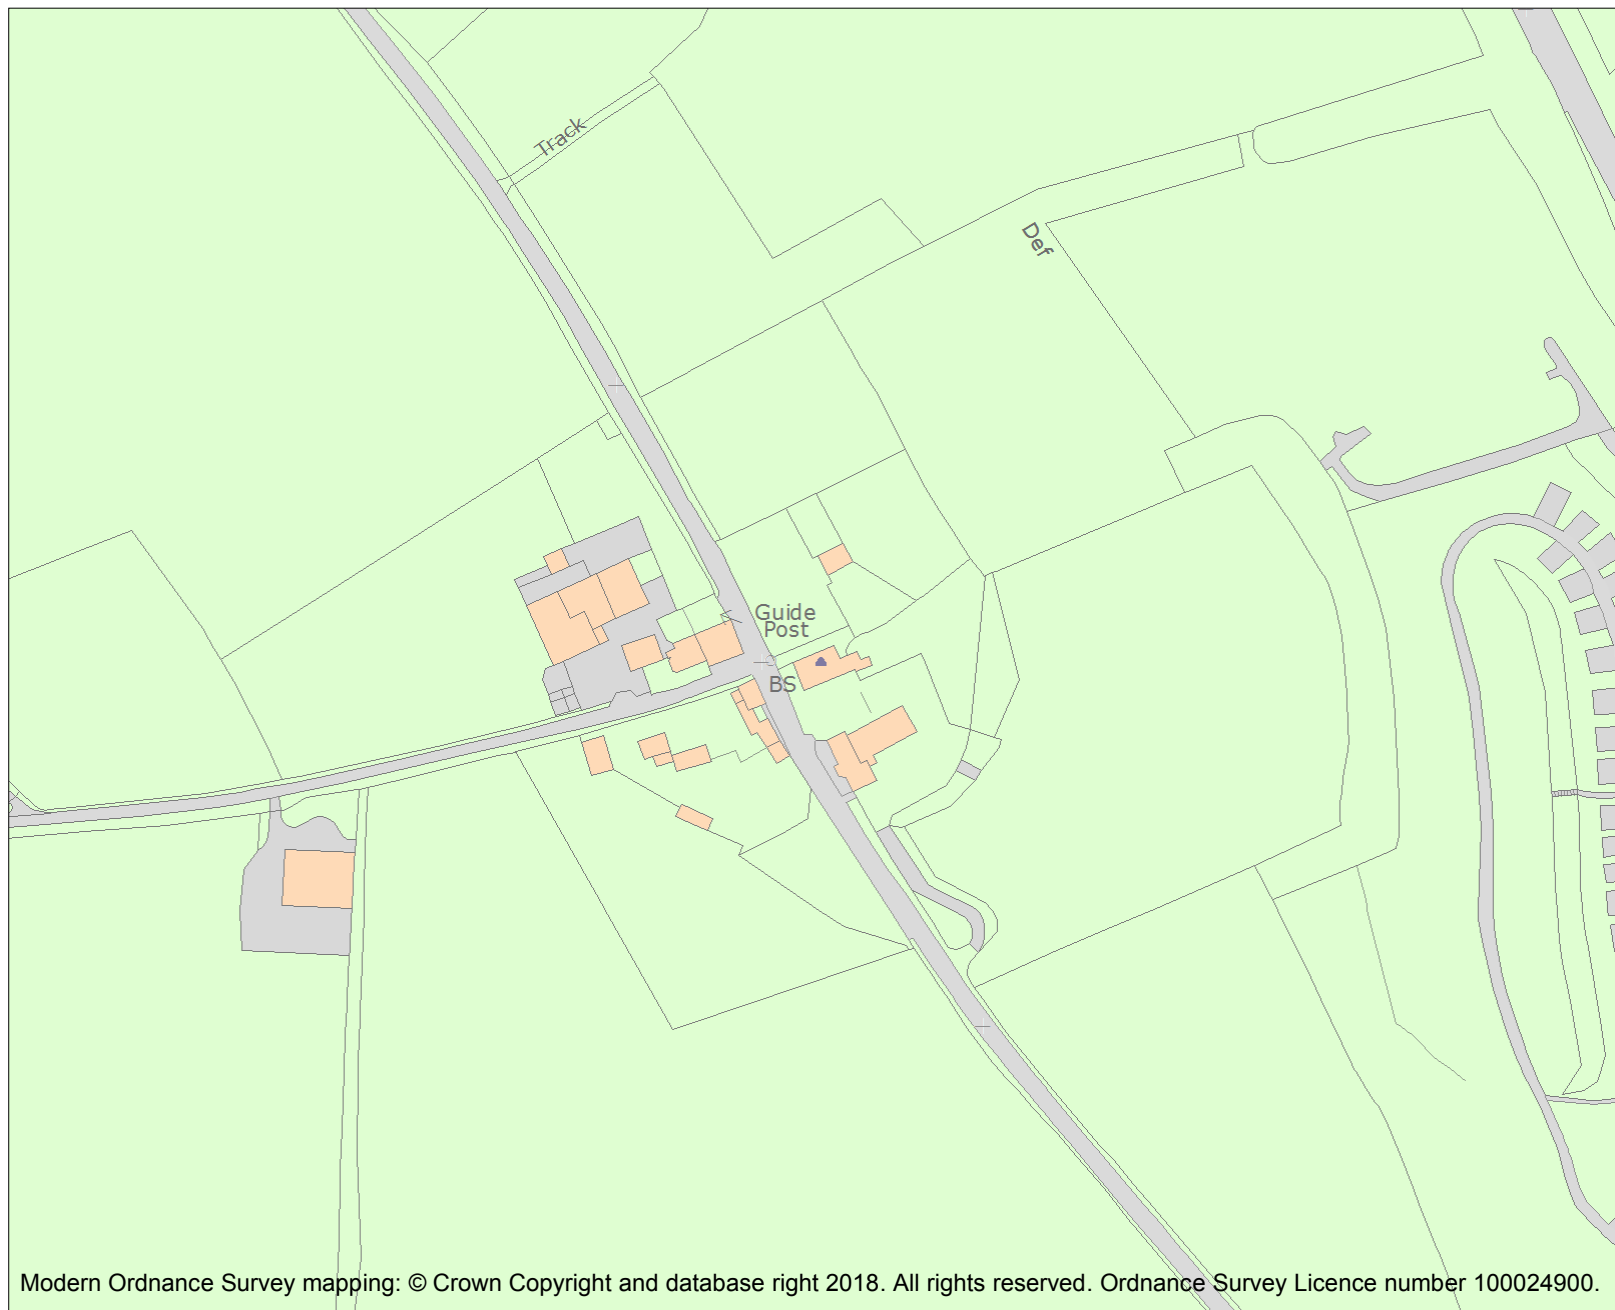 Track
Def
Guide
Post
BS
Modern Ordnance Survey mapping: © Crown Copyright and database right 2018. All rights reserved. Ordnance Survey Licence number 100024900.